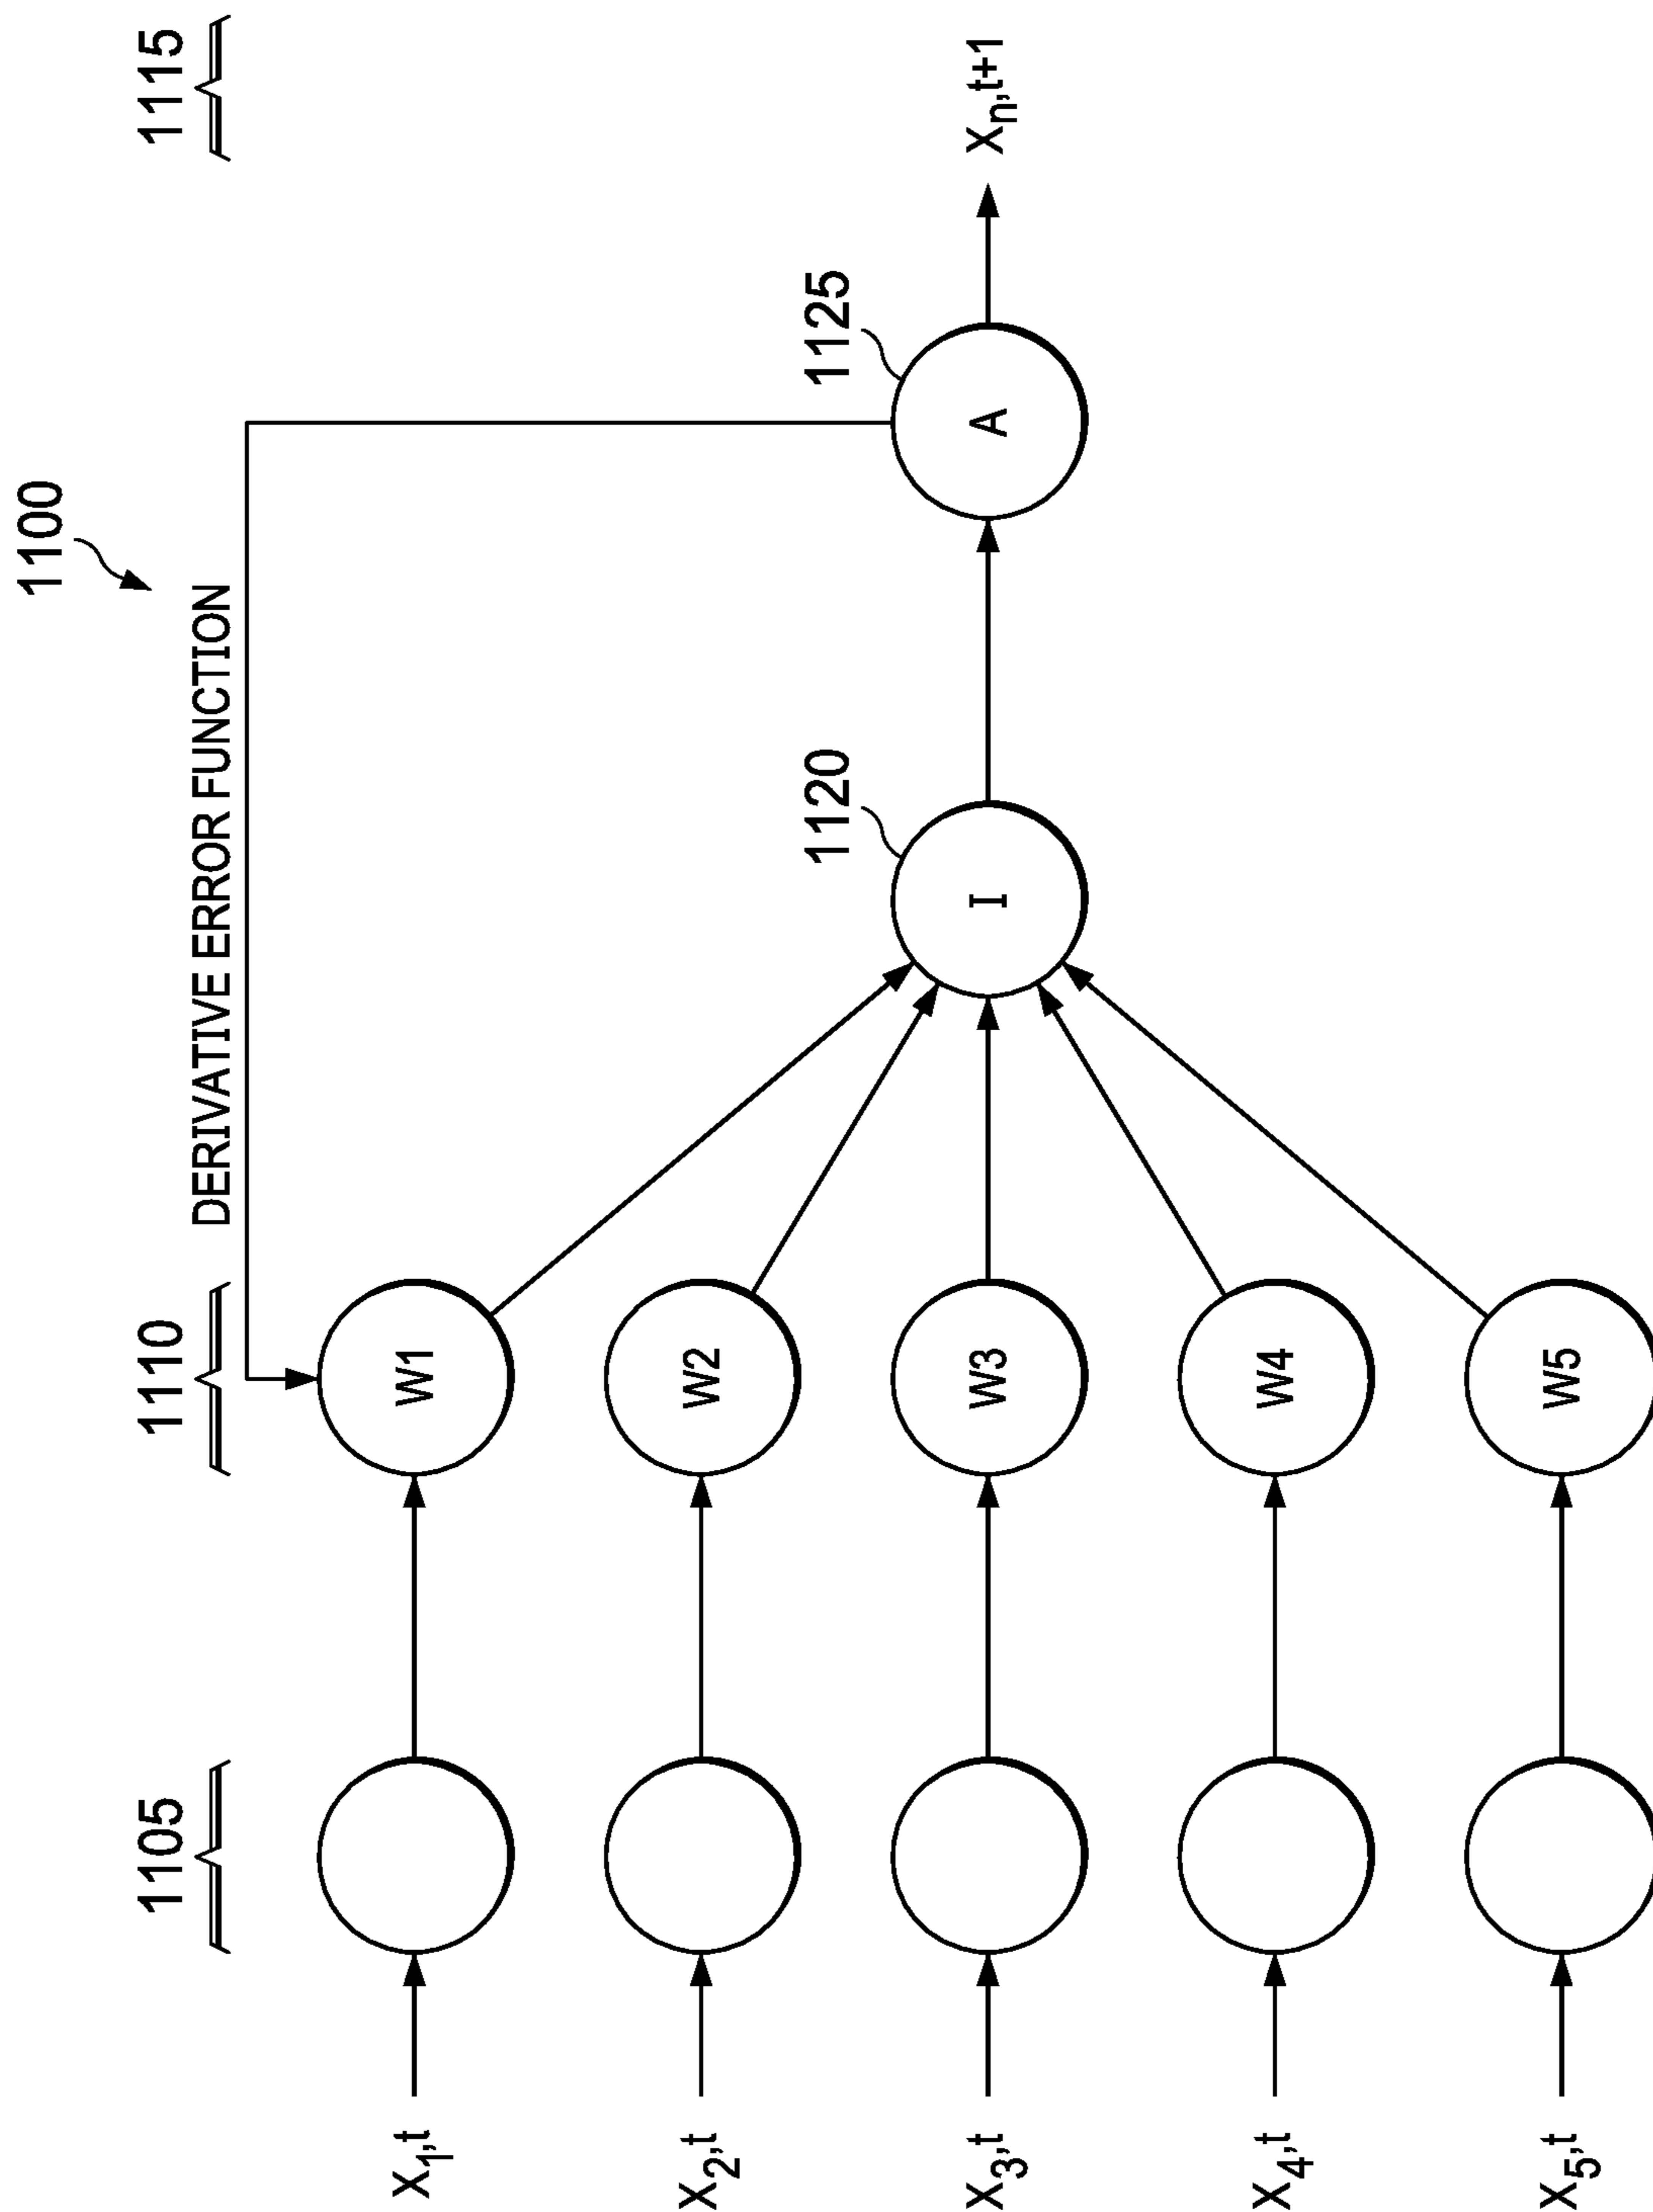 1100
1105
1110
1115
DERIVATIVE ERROR FUNCTION
X1,t
W1
X2,t
W2
1120
1125
X3,t
W3
I
A
Xn,t+1
X4,t
W4
X5,t
W5